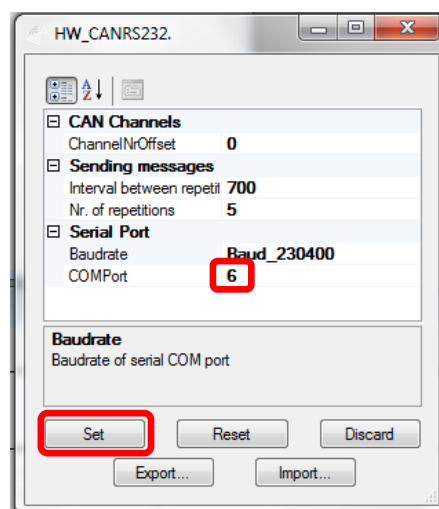 HW_CANRS232.
CAN Channels
ChannelNrOffset 0
Sending messages
Interval between repetit 700
Nr. of repetitions 5
Serial Port
Baudrate Baud_230400
COMPort 6
Baudrate
Baudrate of serial COM port
Set Reset Discard
Export... Import...